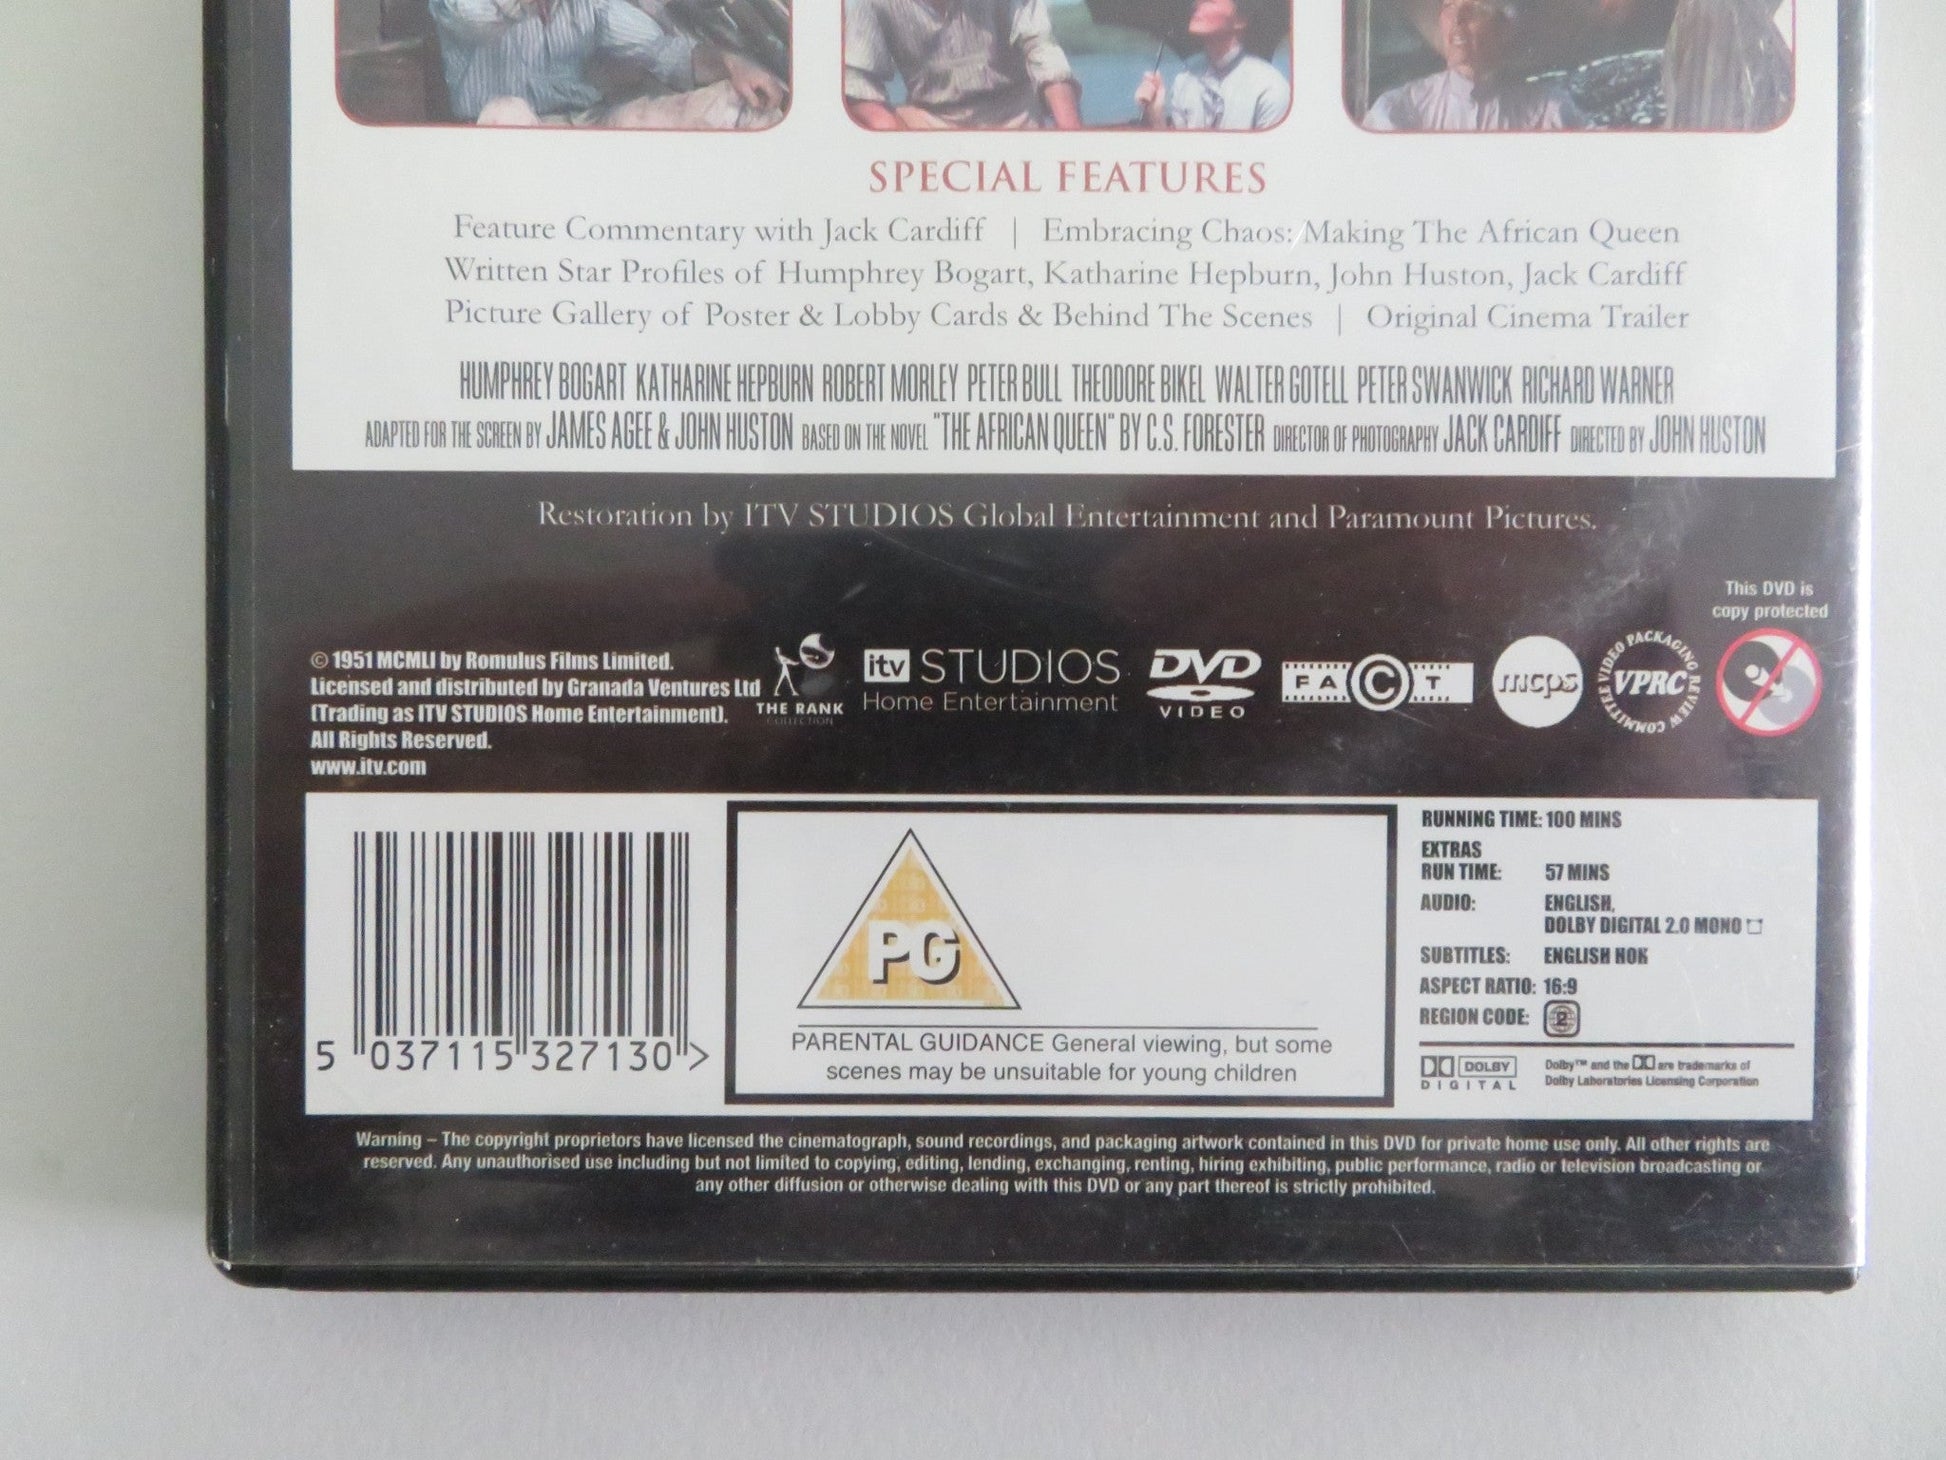 SPECIAL FEATURES
Feature Commentary with Jack Cardiff | Embracing Chaos: Making The African Queen
Written Star Profiles of Humphrey Bogart, Katharine Hepburn, John Huston, Jack Cardiff
Picture Gallery of Poster & Lobby Cards & Behind The Scenes | Original Cinema Trailer
HUMPHREY BOGART KATHARINE HEPBURN ROBERT MORLEY PETER BULL THEODORE BIKEL WALTER GOTELL PETER SWANWICK RICHARD WARNER
ADAPTED FOR THE SCREEN BY JAMES AGEE & JOHN HUSTON BASED ON THE NOVEL "THE AFRICAN QUEEN" BY C.S. FORESTER DIRECTOR OF PHOTOGRAPHY JACK CARDIFF DIRECTED BY JOHN HUSTON
Restoration by ITV STUDIOS Global Entertainment and Paramount Pictures.
This DVD is
copy protected
© 1951 MCMLI by Romulus Films Limited.
Licensed and distributed by Granada Ventures Ltd
(Trading as ITV STUDIOS Home Entertainment).
All Rights Reserved.
www.itv.com
THE RANK
COLLECTION
itv STUDIOS
Home Entertainment
DVD
VIDEO
FA©T
mcps
VIDEO PACKAGING REVIEW COMMITTEE
VPRC
5 037115 327130 >
PG
PARENTAL GUIDANCE General viewing, but some
scenes may be unsuitable for young children
RUNNING TIME: 100 MINS
EXTRAS
RUN TIME: 57 MINS
AUDIO: ENGLISH,
DOLBY DIGITAL 2.0 MONO
SUBTITLES: ENGLISH HOH
ASPECT RATIO: 16:9
REGION CODE: 2
DOLBY
DIGITAL
Dolby™ and the DD are trademarks of
Dolby Laboratories Licensing Corporation
Warning – The copyright proprietors have licensed the cinematograph, sound recordings, and packaging artwork contained in this DVD for private home use only. All other rights are
reserved. Any unauthorised use including but not limited to copying, editing, lending, exchanging, renting, hiring exhibiting, public performance, radio or television broadcasting or
any other diffusion or otherwise dealing with this DVD or any part thereof is strictly prohibited.